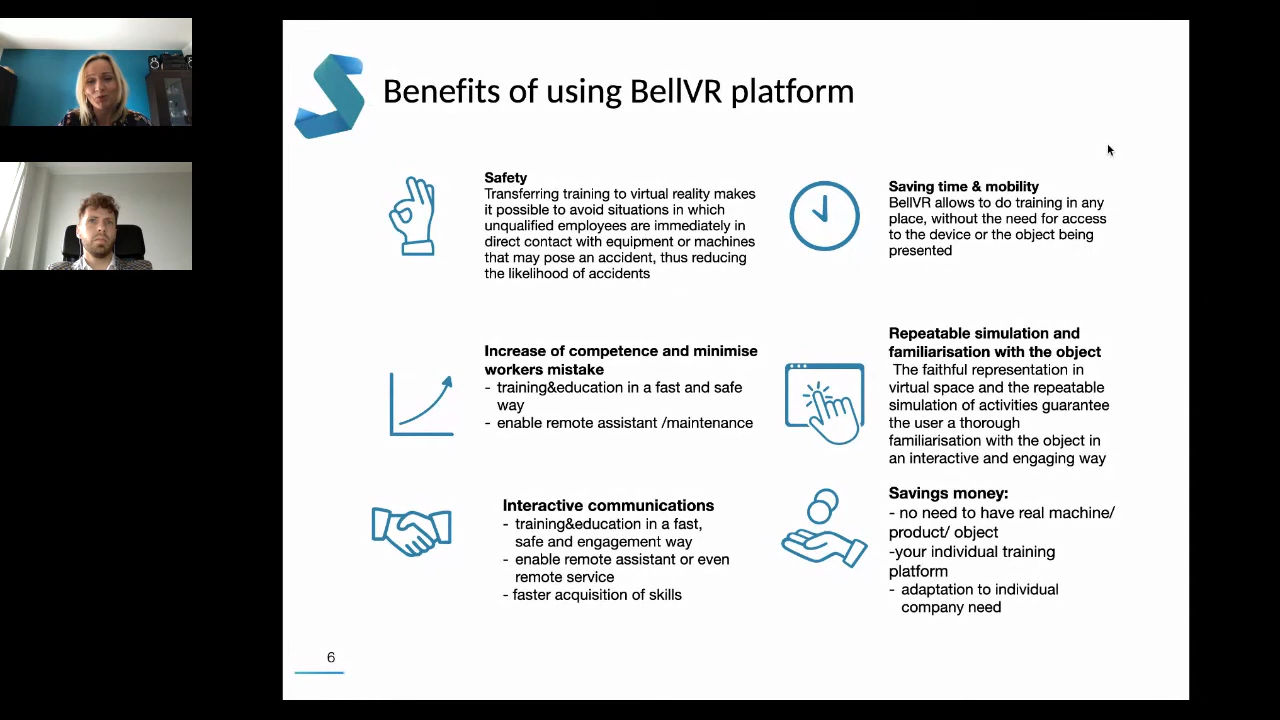 Benefits of using BellVR platform
Safety
Transferring training to virtual reality makes
it possible to avoid situations in which
unqualified employees are immediately in
direct contact with equipment or machines
that may pose an accident, thus reducing
the likelihood of accidents
Saving time & mobility
BellVR allows to do training in any
place, without the need for access
to the device or the object being
presented
Increase of competence and minimise
workers mistake
- training&education in a fast and safe
way
- enable remote assistant /maintenance
Repeatable simulation and
familiarisation with the object
The faithful representation in
virtual space and the repeatable
simulation of activities guarantee
the user a thorough
familiarisation with the object in
an interactive and engaging way
Interactive communications
- training&education in a fast,
safe and engagement way
- enable remote assistant or even
remote service
- faster acquisition of skills
Savings money:
- no need to have real machine/
product/ object
-your individual training
platform
- adaptation to individual
company need
6